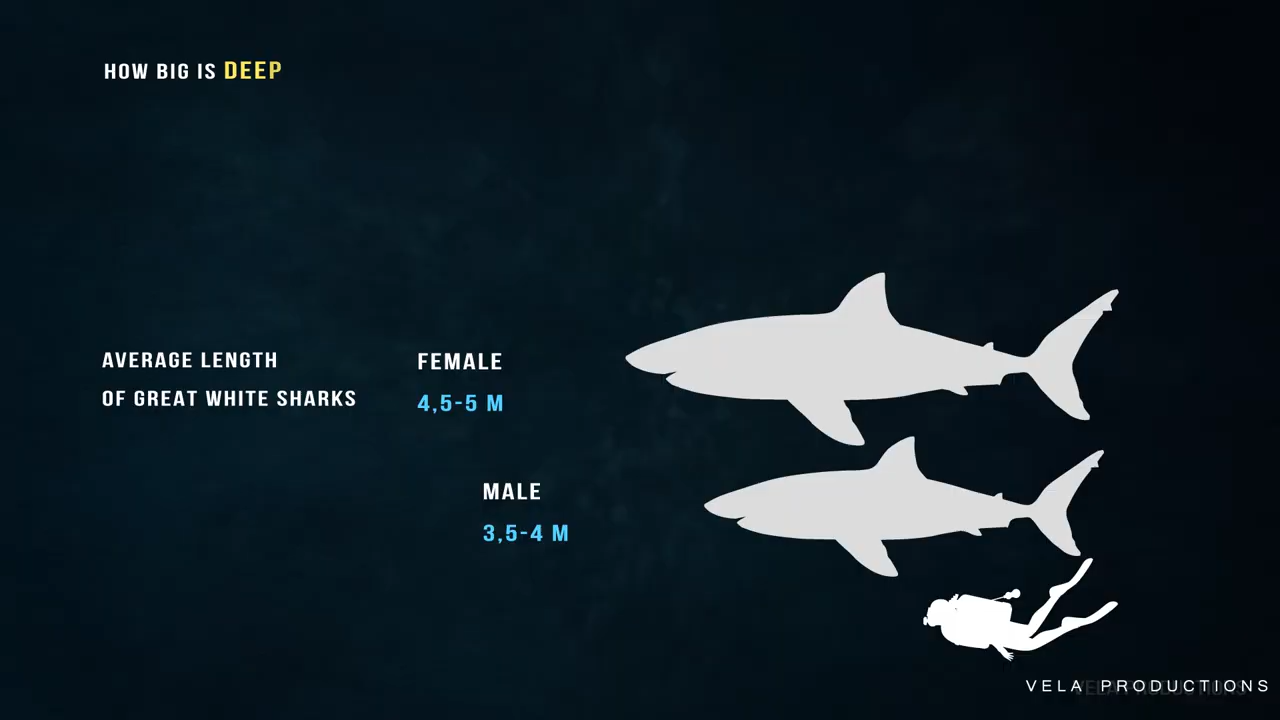 HOW BIG IS DEEP
AVERAGE LENGTH
OF GREAT WHITE SHARKS
FEMALE
4,5-5 M
MALE
3,5-4 M
VELA PRODUCTIONS